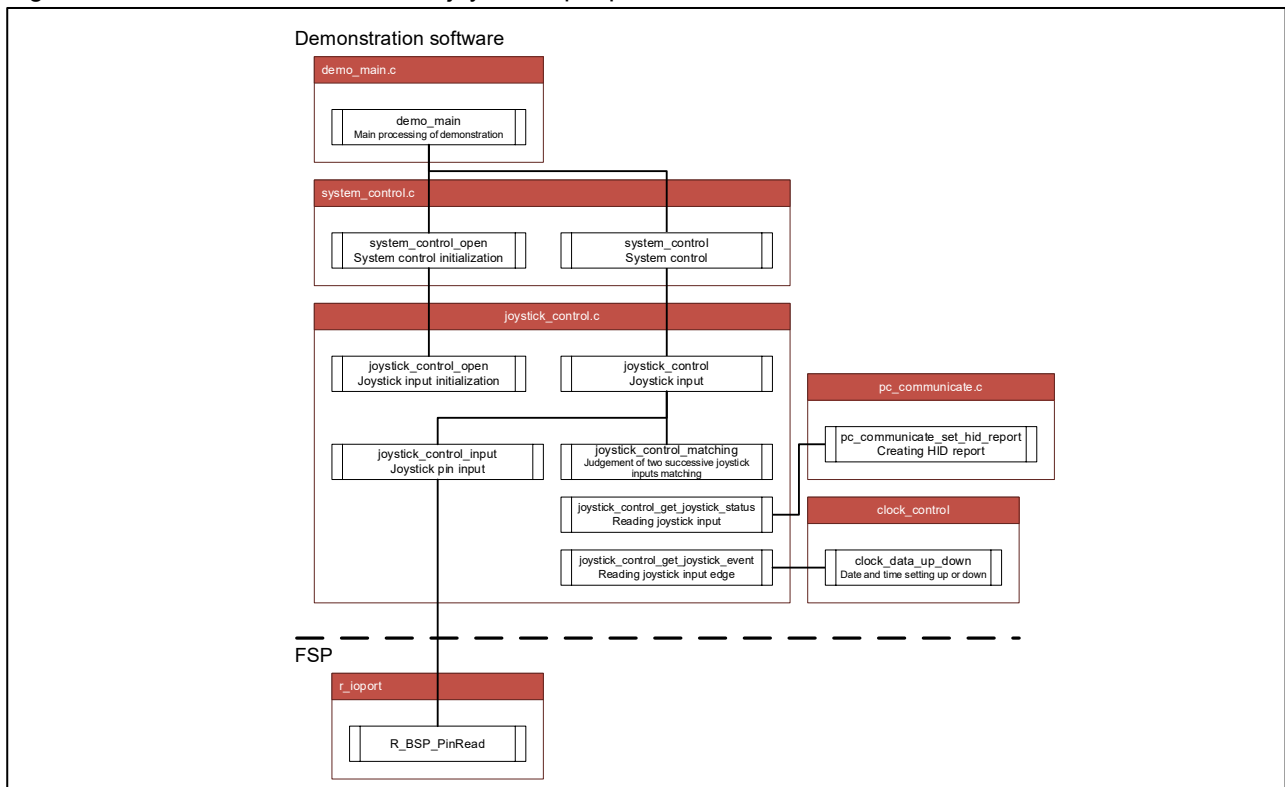 Demonstration software
demo_main.c
demo_main
Main processing of demonstration
system_control.c
system_control_open
System control initialization
system_control
System control
joystick_control.c
joystick_control_open
Joystick input initialization
joystick_control
Joystick input
pc_communicate.c
pc_communicate_set_hid_report
Creating HID report
joystick_control_input
Joystick pin input
joystick_control_matching
Judgement of two successive joystick
inputs matching
joystick_control_get_joystick_status
Reading joystick input
clock_control
joystick_control_get_joystick_event
Reading joystick input edge
clock_data_up_down
Date and time setting up or down
FSP
r_ioport
R_BSP_PinRead